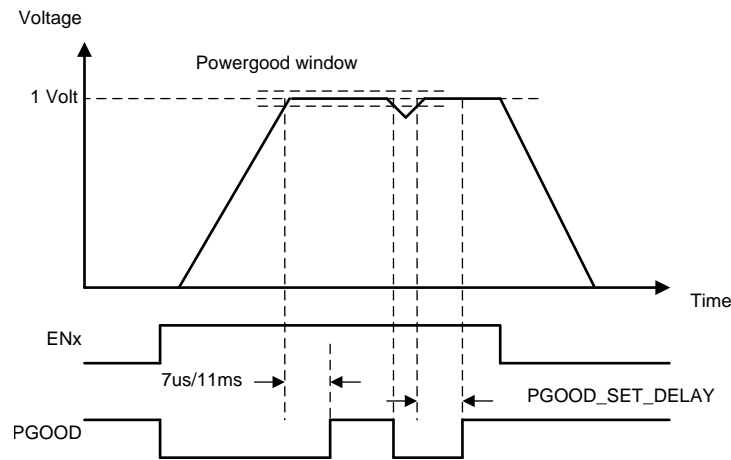 Voltage
Powergood window
1 Volt
Time
ENx
7us/11ms
PGOOD_SET_DELAY
PGOOD